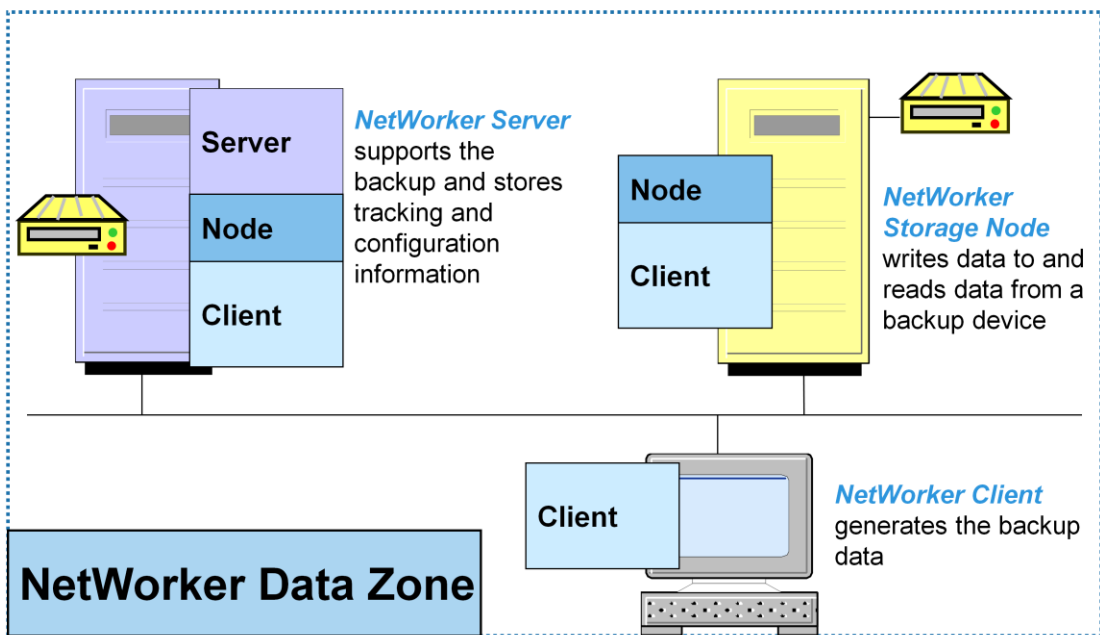 Server
Node
Client
NetWorker Server
supports the
backup and stores
tracking and
configuration
information
Node
Client
NetWorker
Storage Node
writes data to and
reads data from a
backup device
Client
NetWorker Client
generates the backup
data
NetWorker Data Zone